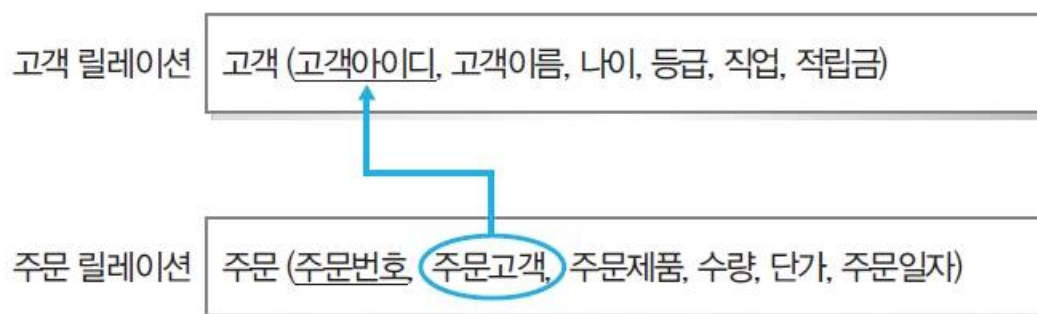 고객 릴레이션 고객 (고객아이디, 고객이름, 나이, 등급, 직업, 적립금)
주문 릴레이션 주문 (주문번호, 주문고객, 주문제품, 수량, 단가, 주문일자)